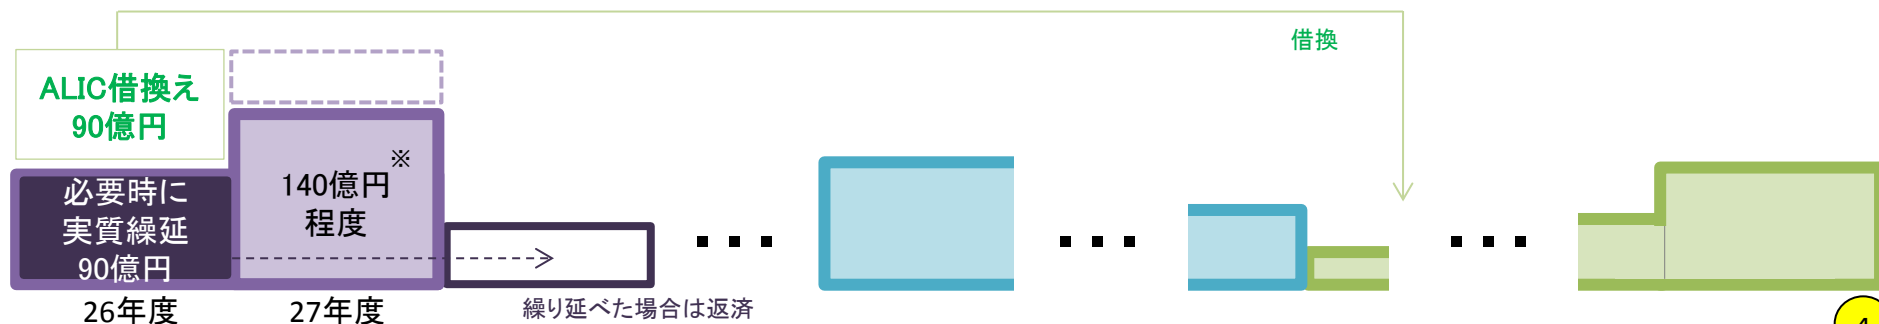 借換
ALIC借換え
90億円
必要時に
実質繰延
90億円
140億円※
程度
26年度
27年度
繰り延べた場合は返済